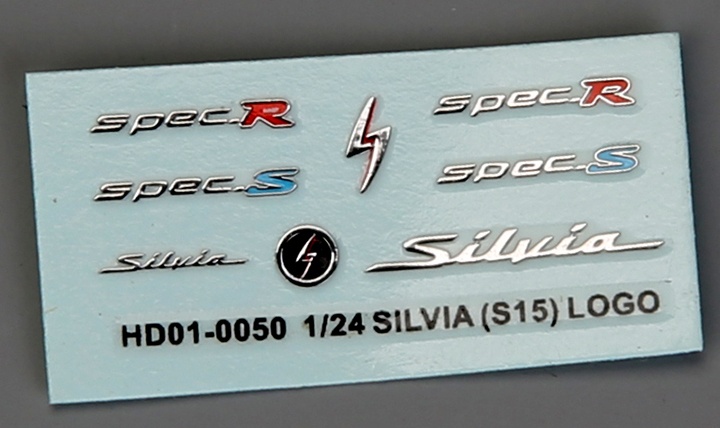 spec.R spec.R
spec.S spec.S
Silvia Silvia
HD01-0050 1/24 SILVIA (S15) LOGO